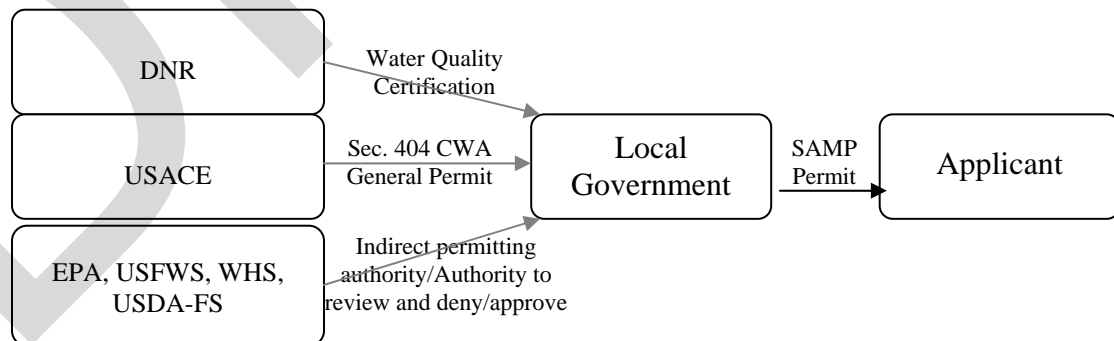 DNR
Water Quality
Certification
USACE
Sec. 404 CWA
General Permit
Local
Government
SAMP
Permit
Applicant
EPA, USFWS, WHS,
USDA-FS
Indirect permitting
authority/Authority to
review and deny/approve